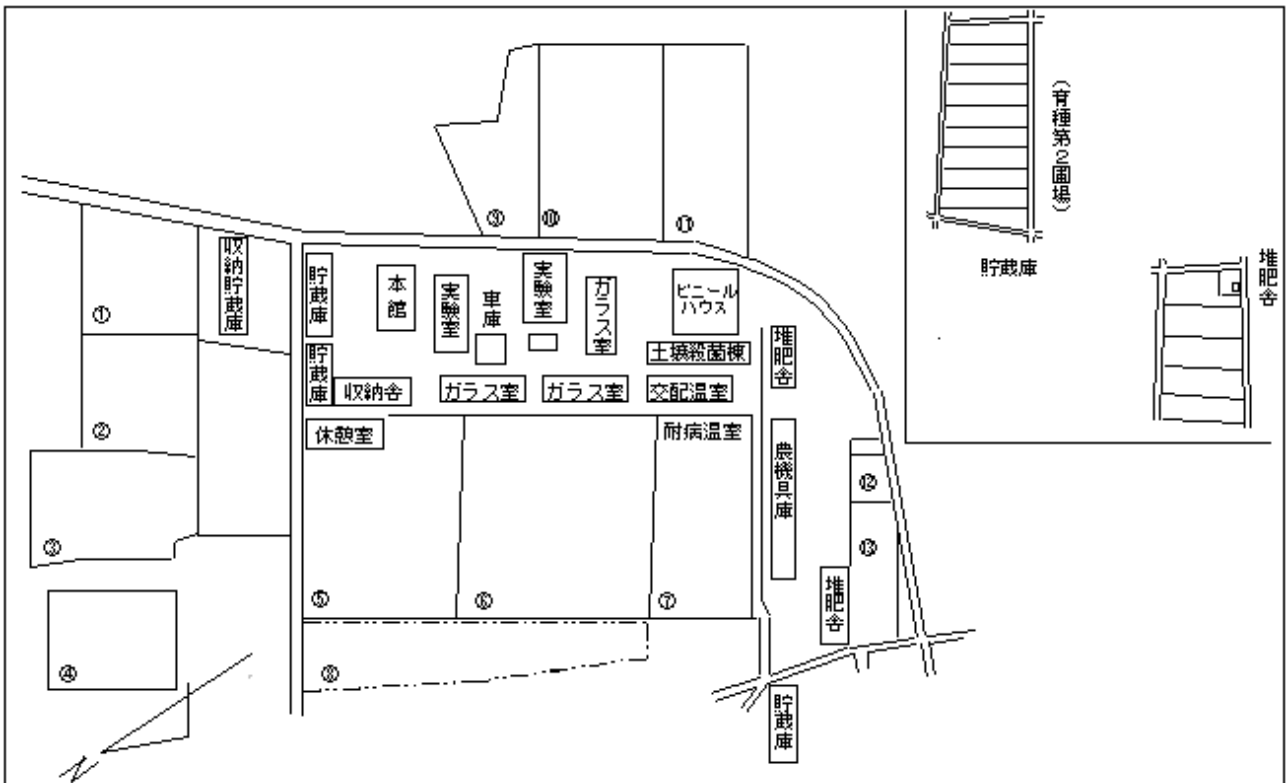 (育種第2圃場)
貯蔵庫
堆肥舎
⑨
⑩
⑪
①
収納貯蔵庫
貯蔵庫
本館
実験室
車庫
実験室
ガラス室
ビニール
ハウス
貯蔵庫
収納舎
ガラス室
ガラス室
土壌殺菌棟
交配温室
堆肥舎
②
休憩室
耐病温室
農機具庫
⑫
③
⑤
⑥
⑦
⑬
堆肥舎
④
⑧
貯蔵庫
N